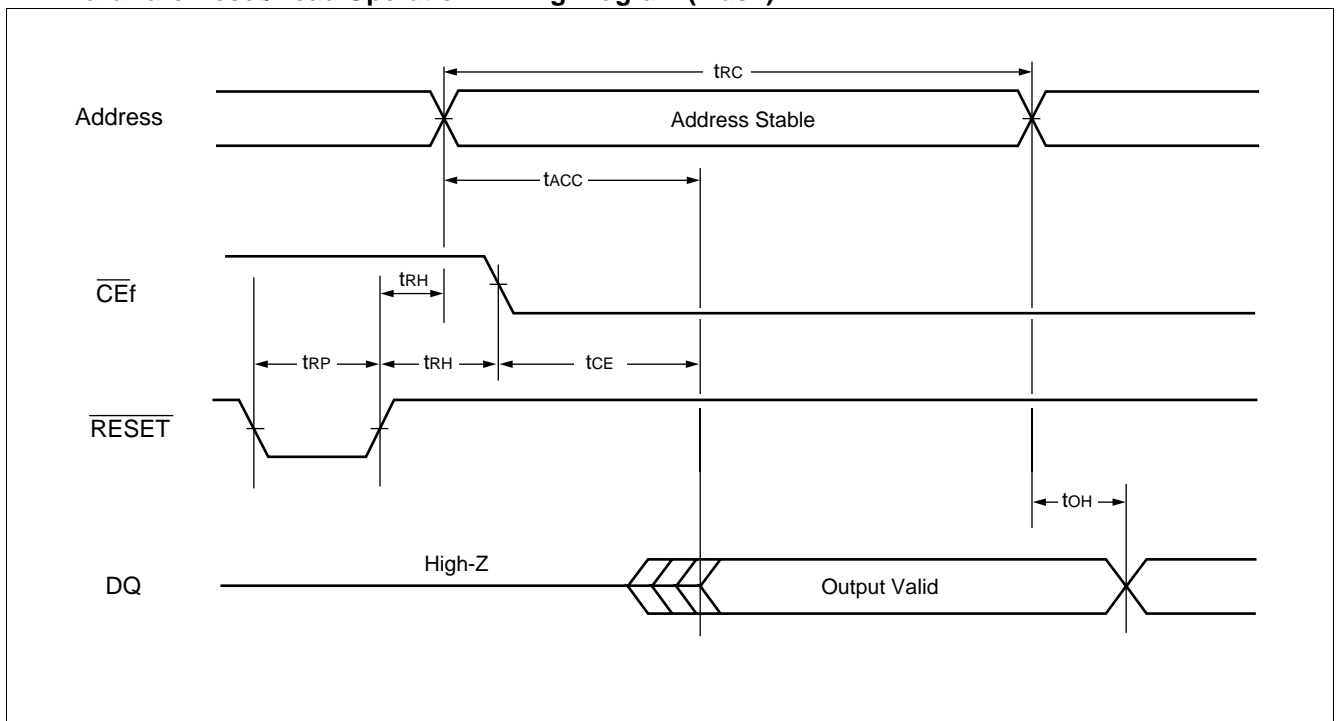 tRC
Address
Address Stable
tACC
CEf
tRH
tRP
tRH
tCE
RESET
tOH
High-Z
DQ
Output Valid